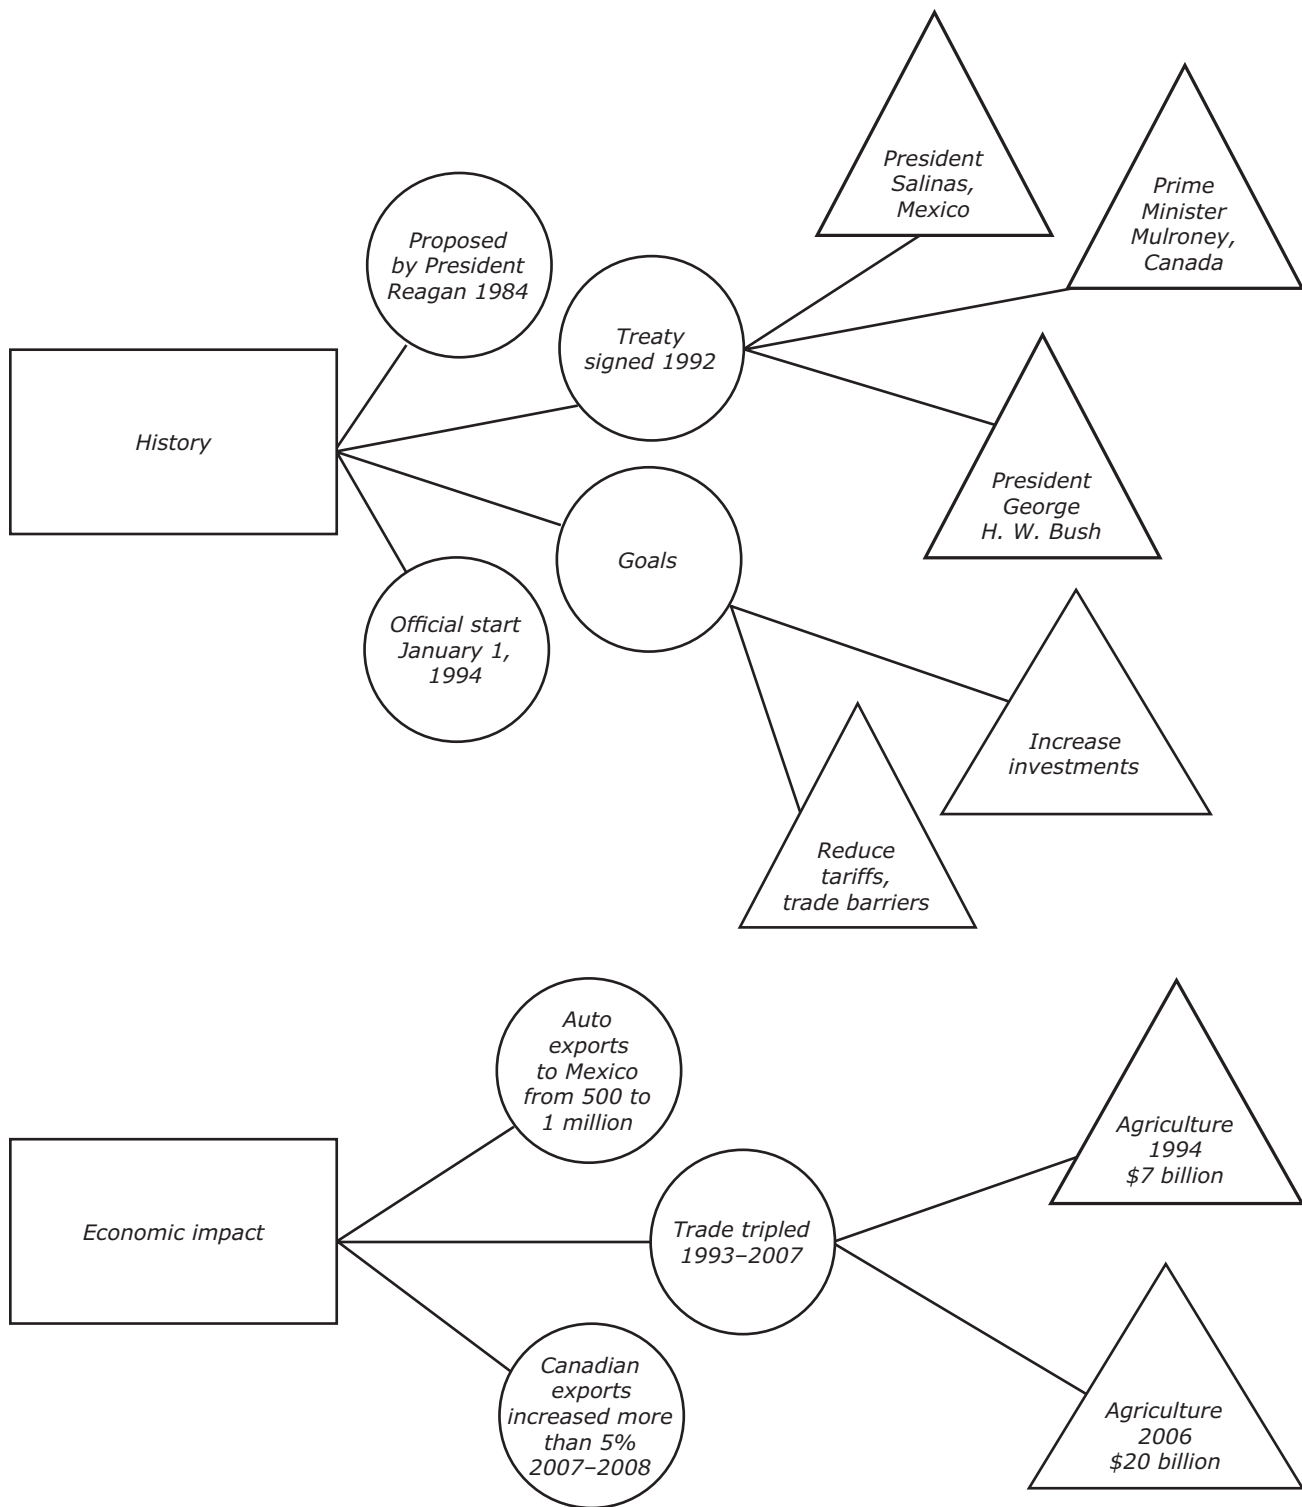 President
Salinas,
Mexico
Prime
Minister
Mulroney,
Canada
Proposed
by President
Reagan 1984
Treaty
signed 1992
History
President
George
H. W. Bush
Goals
Official start
January 1,
1994
Increase
investments
Reduce
tariffs,
trade barriers
Auto
exports
to Mexico
from 500 to
1 million
Agriculture
1994
$7 billion
Economic impact
Trade tripled
1993–2007
Canadian
exports
increased more
than 5%
2007–2008
Agriculture
2006
$20 billion